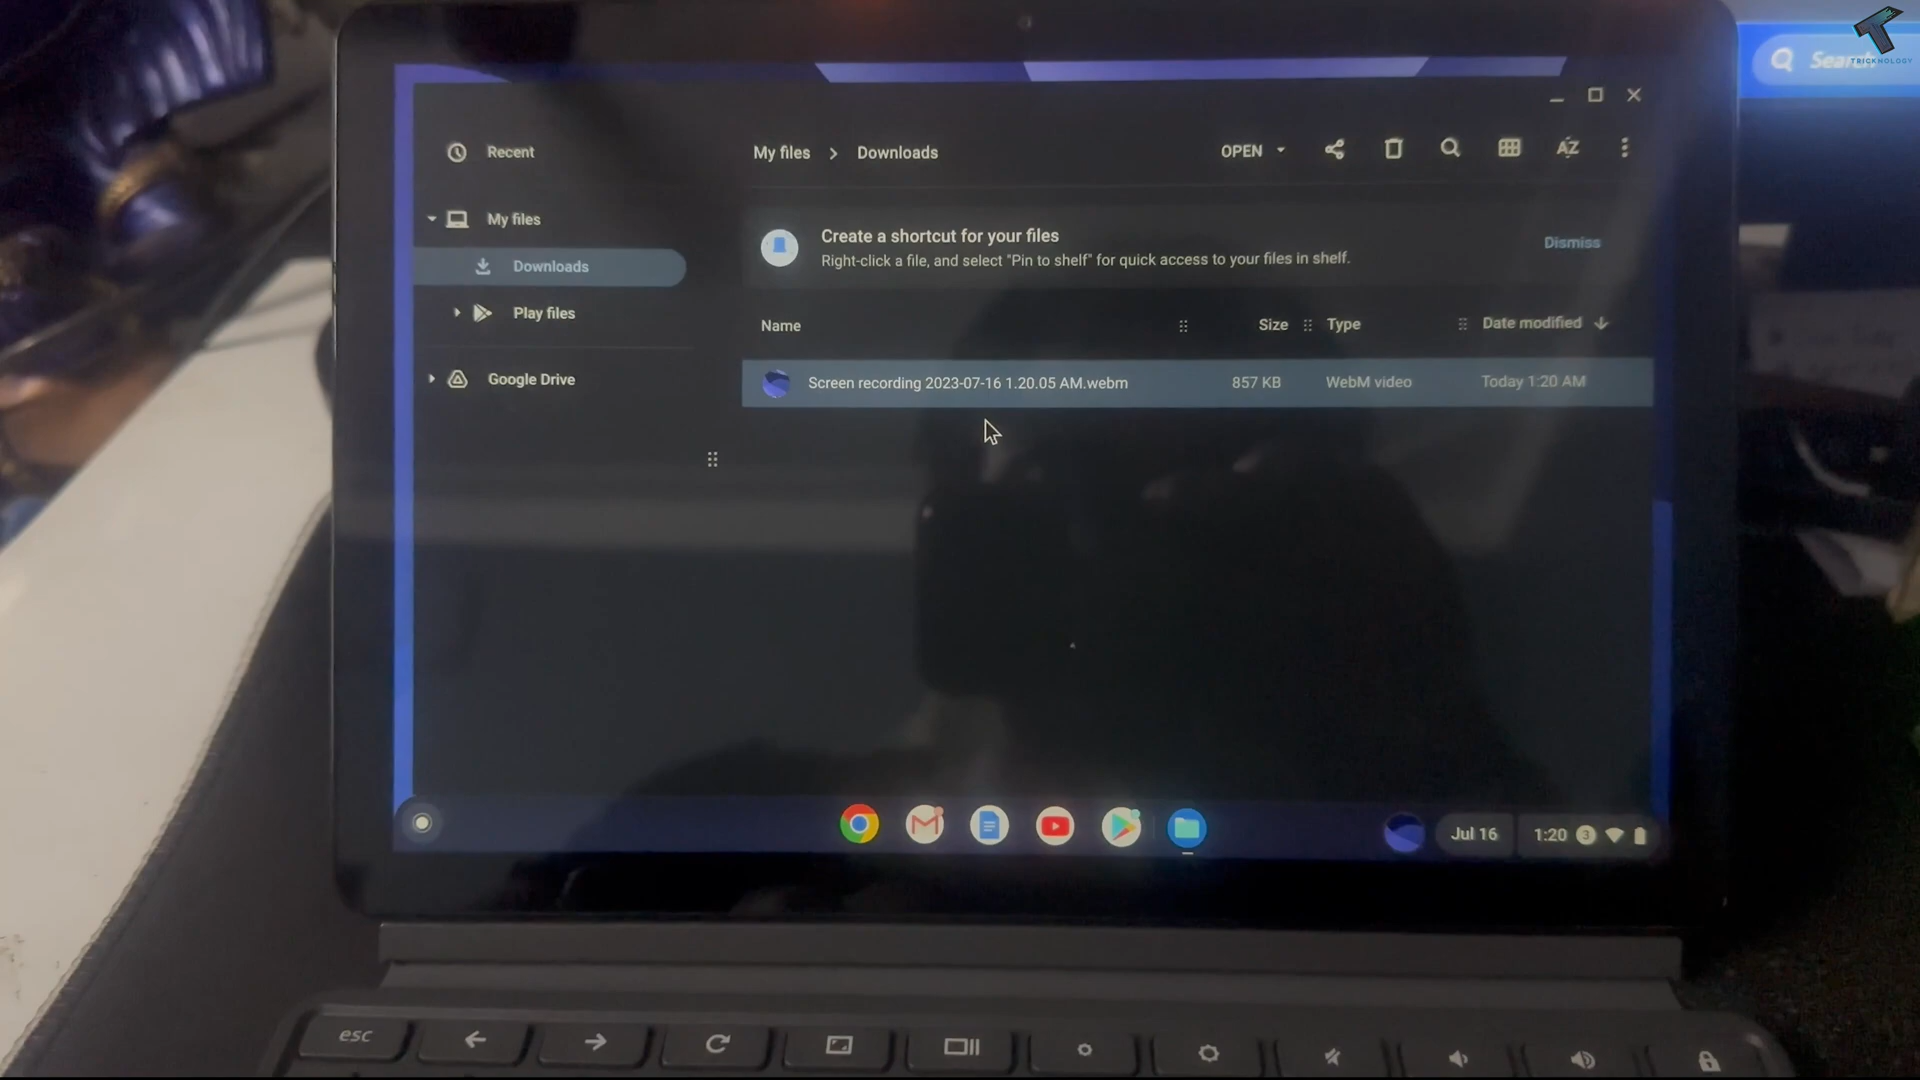 TRICKNOLOGY
Search
Recent
My files > Downloads
OPEN
AZ
My files
Create a shortcut for your files
Right-click a file, and select "Pin to shelf" for quick access to your files in shelf.
Dismiss
Downloads
Play files
Name
Size
Type
Date modified
Google Drive
Screen recording 2023-07-16 1.20.05 AM.webm
857 KB
WebM video
Today 1:20 AM
Jul 16
1:20
3
esc